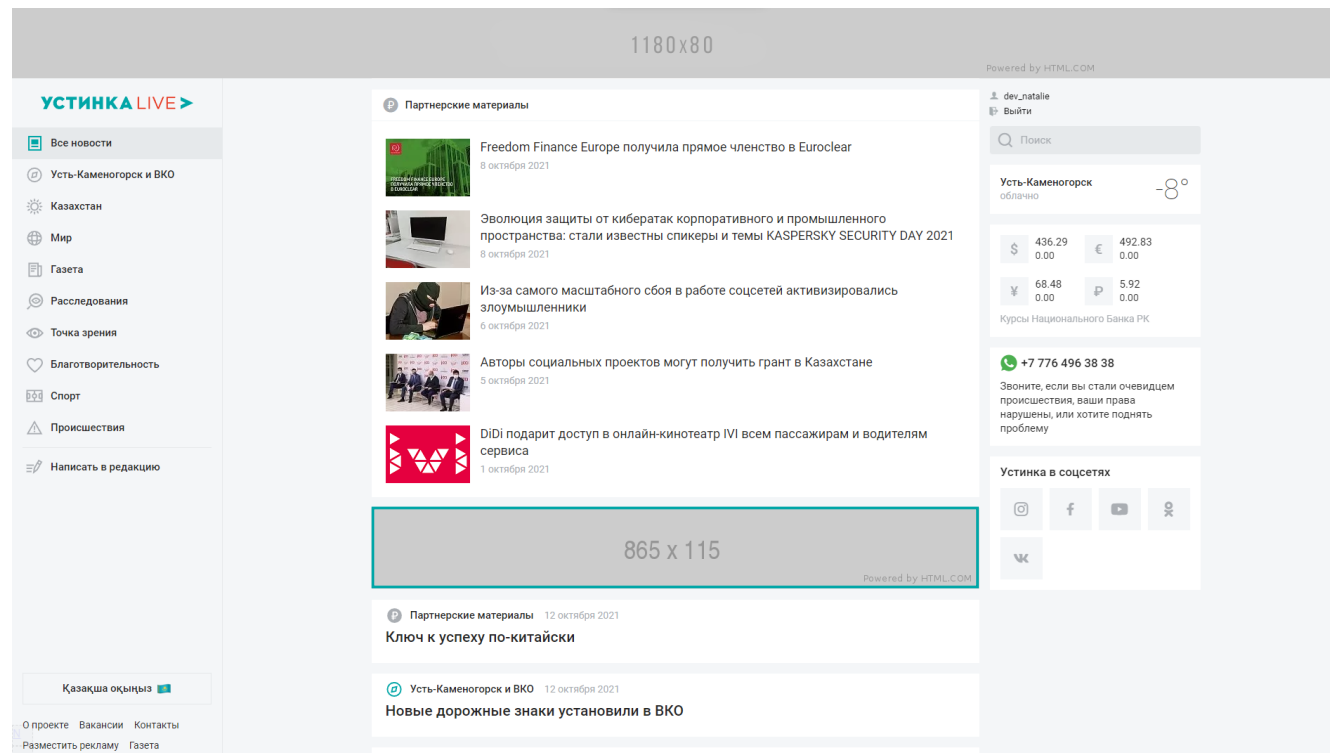 1180x80
Powered by HTML.COM
УСТИНКА LIVE
Все новости
Усть-Каменогорск и ВКО
Казахстан
Мир
Газета
Расследования
Точка зрения
Благотворительность
Спорт
Происшествия
Написать в редакцию
Қазақша оқыңыз
О проекте Вакансии Контакты
Разместить рекламу Газета
Партнерские материалы
FREEDOM FINANCE EUROPE
ПОЛУЧИЛА ПРЯМОЕ ЧЛЕНСТВО
В EUROCLEAR
Freedom Finance Europe получила прямое членство в Euroclear
8 октября 2021
Эволюция защиты от кибератак корпоративного и промышленного
пространства: стали известны спикеры и темы KASPERSKY SECURITY DAY 2021
8 октября 2021
Из-за самого масштабного сбоя в работе соцсетей активизировались
злоумышленники
6 октября 2021
Авторы социальных проектов могут получить грант в Казахстане
5 октября 2021
DiDi подарит доступ в онлайн-кинотеатр IVI всем пассажирам и водителям
сервиса
1 октября 2021
865 x 115
Powered by HTML.COM
Партнерские материалы 12 октября 2021
Ключ к успеху по-китайски
Усть-Каменогорск и ВКО 12 октября 2021
Новые дорожные знаки установили в ВКО
dev_natalie
Выйти
Поиск
Усть-Каменогорск
облачно
-8°
$ 436.29 € 492.83
0.00 0.00
¥ 68.48 ₽ 5.92
0.00 0.00
Курсы Национального Банка РК
+7 776 496 38 38
Звоните, если вы стали очевидцем
происшествия, ваши права
нарушены, или хотите поднять
проблему
Устинка в соцсетях